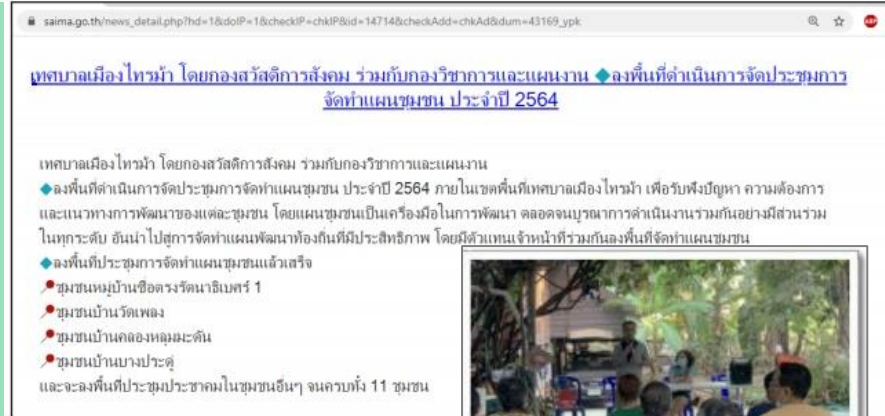 saima.go.th/news_detail.php?hd=1&doIP=1&checkIP=chkIP&id=14714&checkAdd=chkAd&dum=43169_ypk
เทศบาลเมืองไทรม้า โดยกองสวัสดิการสังคม ร่วมกับกองวิชาการและแผนงาน ◆ลงพื้นที่ดำเนินการจัดประชุมการ
จัดทำแผนชุมชน ประจำปี 2564
เทศบาลเมืองไทรม้า โดยกองสวัสดิการสังคม ร่วมกับกองวิชาการและแผนงาน
◆ลงพื้นที่ดำเนินการจัดประชุมการจัดทำแผนชุมชน ประจำปี 2564 ภายในเขตพื้นที่เทศบาลเมืองไทรม้า เพื่อรับฟังปัญหา ความต้องการ
และแนวทางการพัฒนาของแต่ละชุมชน โดยแผนชุมชนเป็นเครื่องมือในการพัฒนา ตลอดจนบูรณาการดำเนินงานร่วมกันอย่างมีส่วนร่วม
ในทุกระดับ อันนำไปสู่การจัดทำแผนพัฒนาท้องถิ่นที่มีประสิทธิภาพ โดยมีตัวแทนเจ้าหน้าที่ร่วมกันลงพื้นที่จัดทำแผนชุมชน
◆ลงพื้นที่ประชุมการจัดทำแผนชุมชนแล้วเสร็จ
📍ชุมชนหมู่บ้านซื่อตรงรัตนาธิเบศร์ 1
📍ชุมชนบ้านวัดเพลง
📍ชุมชนบ้านคลองหลุมมะดัน
📍ชุมชนบ้านบางประดู่
และจะลงพื้นที่ประชุมประชาคมในชุมชนอื่นๆ จนครบทั้ง 11 ชุมชน